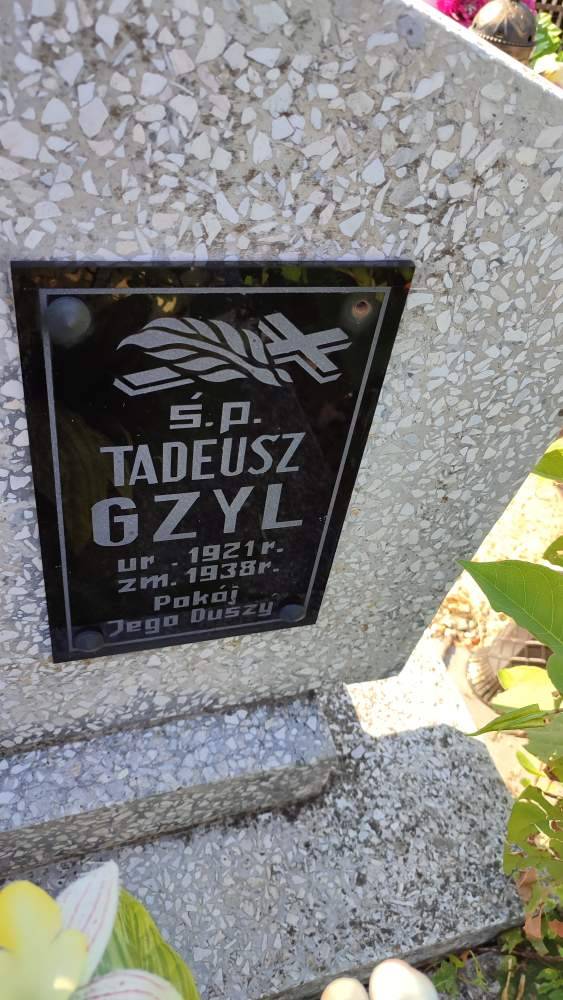 ś.p.
TADEUSZ
GZYL
ur. 1921 r.
zm. 1938 r.
Pokój
Jego Duszy